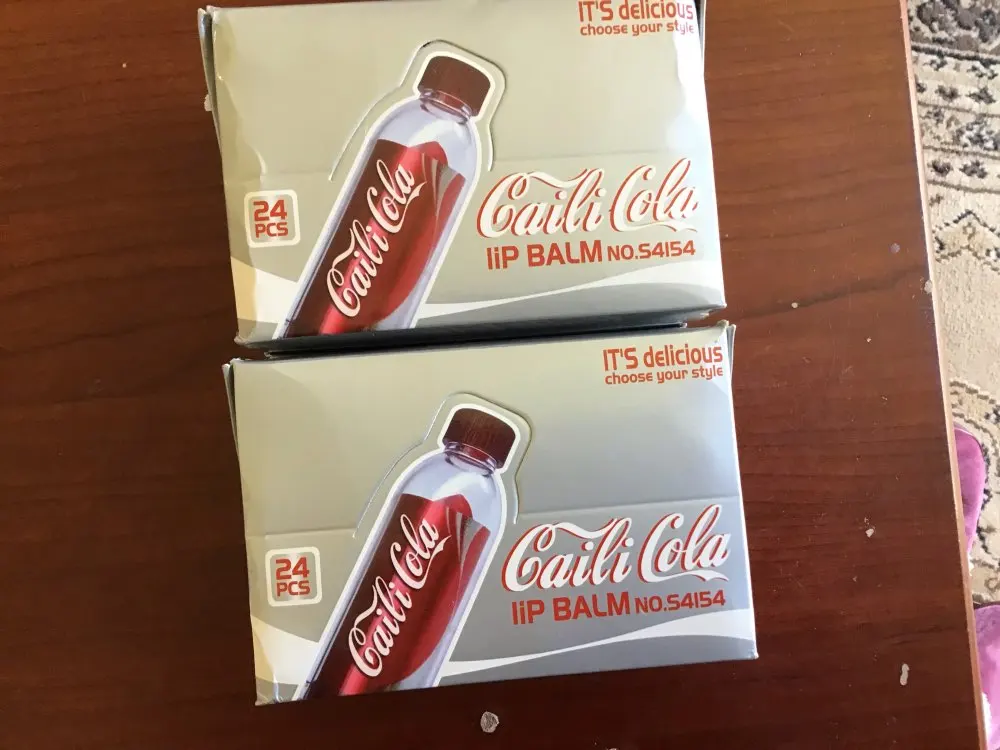 IT'S delicious
choose your style
Caili Cola
24
PCS
Caili Cola
liP BALM NO.S4154
IT'S delicious
choose your style
Caili Cola
24
PCS
Caili Cola
liP BALM NO.S4154